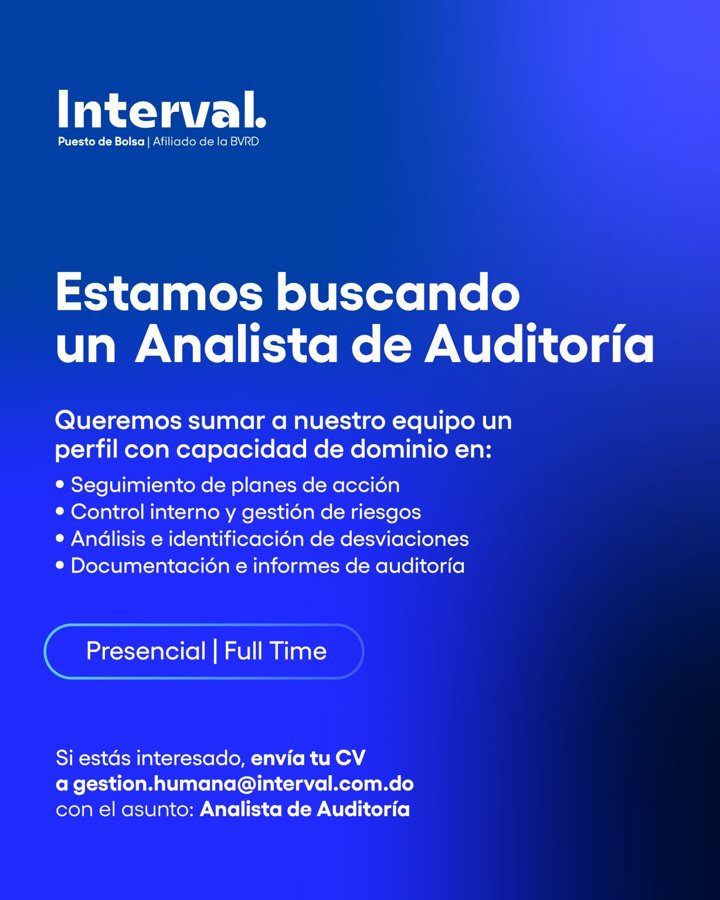 Interval.
Puesto de Bolsa | Afiliado de la BVRD
Estamos buscando
un Analista de Auditoría
Queremos sumar a nuestro equipo un
perfil con capacidad de dominio en:
• Seguimiento de planes de acción
• Control interno y gestión de riesgos
• Análisis e identificación de desviaciones
• Documentación e informes de auditoría
Presencial | Full Time
Si estás interesado, envía tu CV
a gestion.humana@interval.com.do
con el asunto: Analista de Auditoría